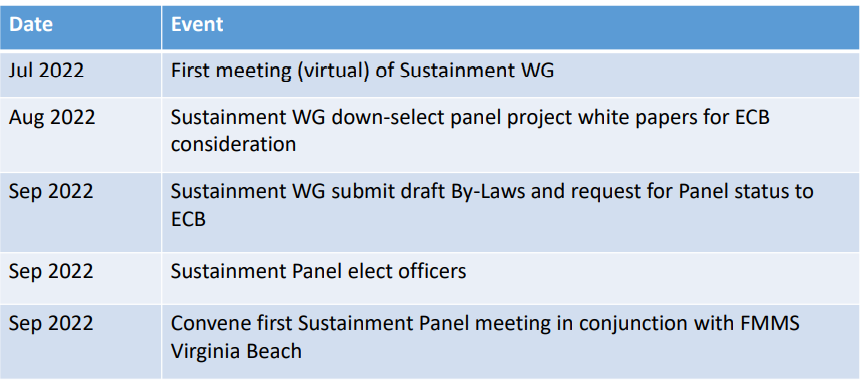 Date Event
Jul 2022 First meeting (virtual) of Sustainment WG
Aug 2022 Sustainment WG down-select panel project white papers for ECB
consideration
Sep 2022 Sustainment WG submit draft By-Laws and request for Panel status to
ECB
Sep 2022 Sustainment Panel elect officers
Sep 2022 Convene first Sustainment Panel meeting in conjunction with FMMS
Virginia Beach